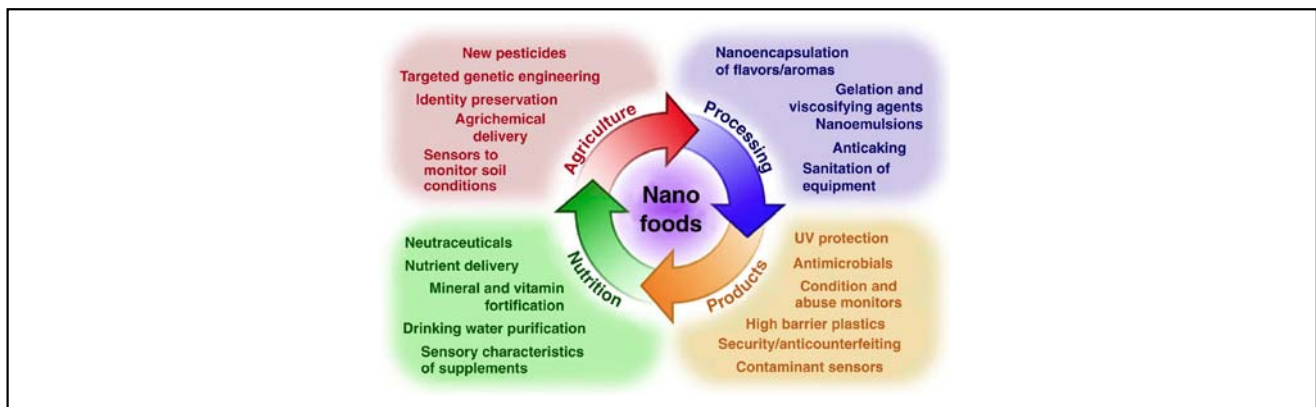 New pesticides
Targeted genetic engineering
Identity preservation
Agrichemical
delivery
Sensors to
monitor soil
conditions
Agriculture
Nanoencapsulation
of flavors/aromas
Gelation and
viscosifying agents
Nanoemulsions
Anticaking
Sanitation of
equipment
Processing
Nano
foods
Neutraceuticals
Nutrient delivery
Mineral and vitamin
fortification
Drinking water purification
Sensory characteristics
of supplements
Nutrition
UV protection
Antimicrobials
Condition and
abuse monitors
High barrier plastics
Security/anticounterfeiting
Contaminant sensors
Products